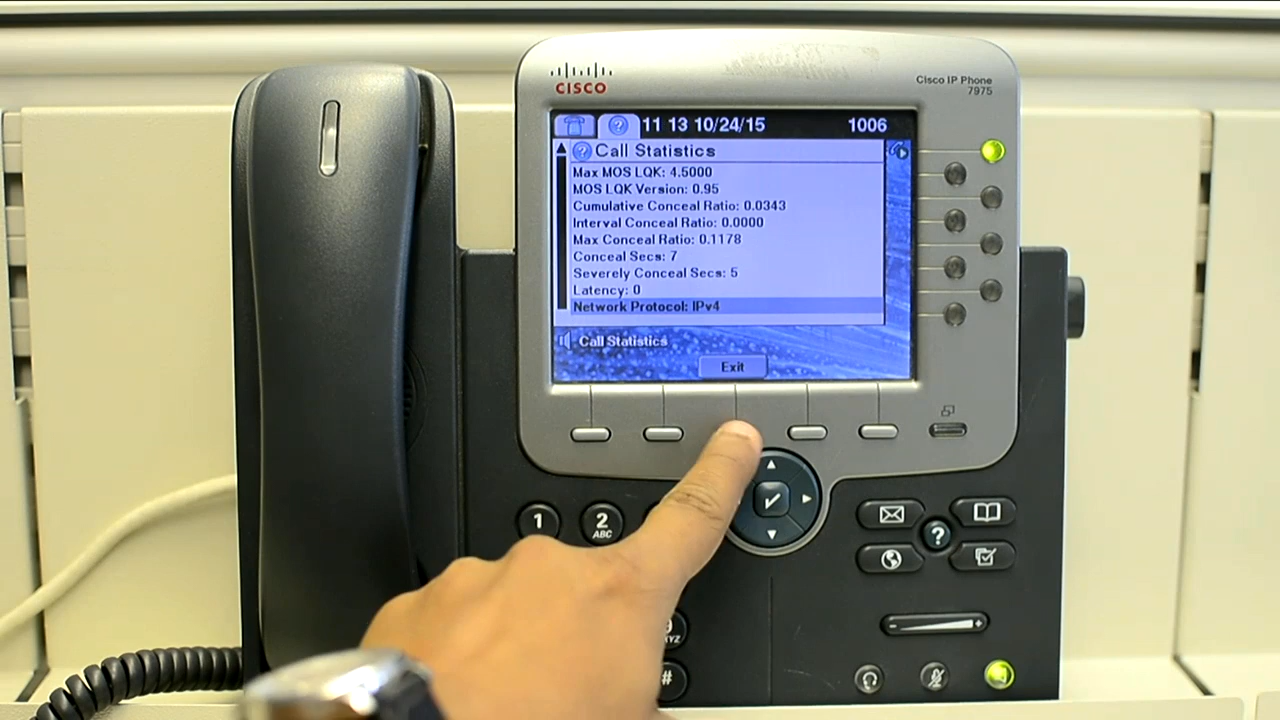 CISCO
Cisco IP Phone
7975
11 13 10/24/15 1006
Call Statistics
Max MOS LQK: 4.5000
MOS LQK Version: 0.95
Cumulative Conceal Ratio: 0.0343
Interval Conceal Ratio: 0.0000
Max Conceal Ratio: 0.1178
Conceal Secs: 7
Severely Conceal Secs: 5
Latency: 0
Network Protocol: IPv4
Call Statistics
Exit
1
2
ABC
?
#